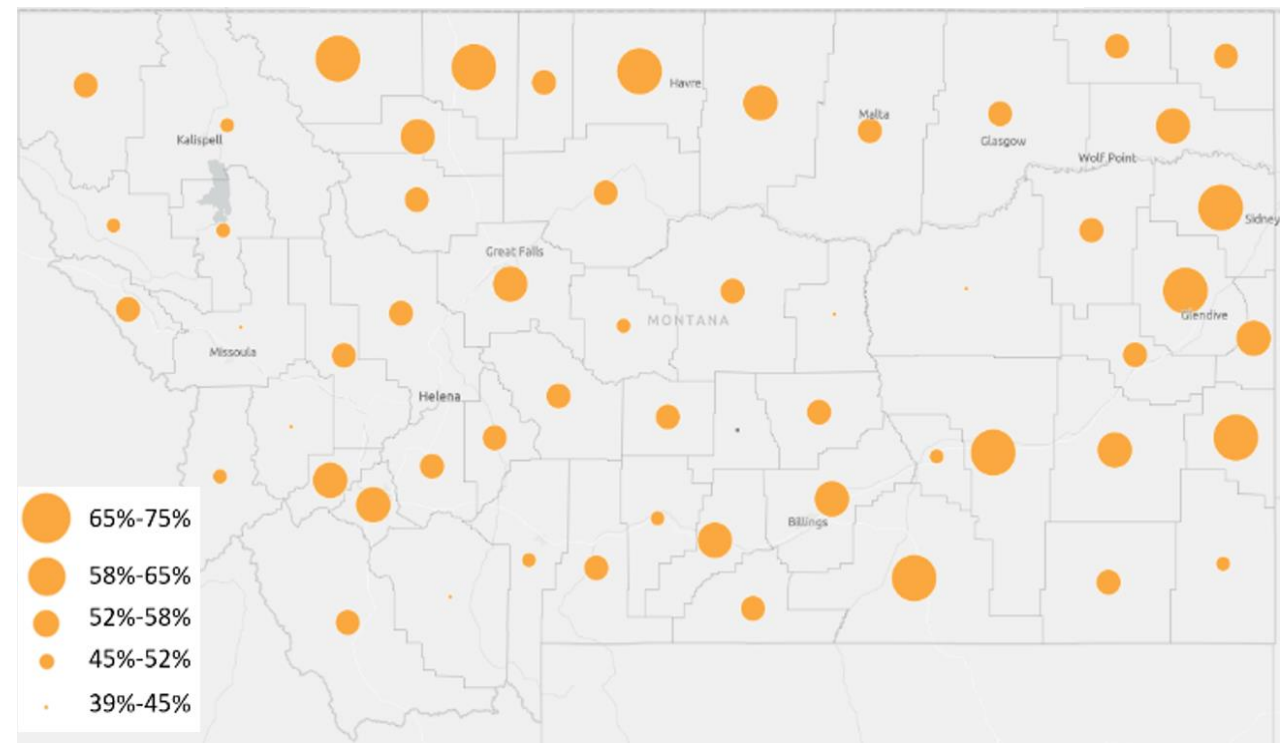 Havre
Malta
Kalispell
Glasgow
Wolf Point
Sidney
Great Falls
MONTANA
Glendive
Missoula
Helena
Billings
65%-75%
58%-65%
52%-58%
45%-52%
39%-45%